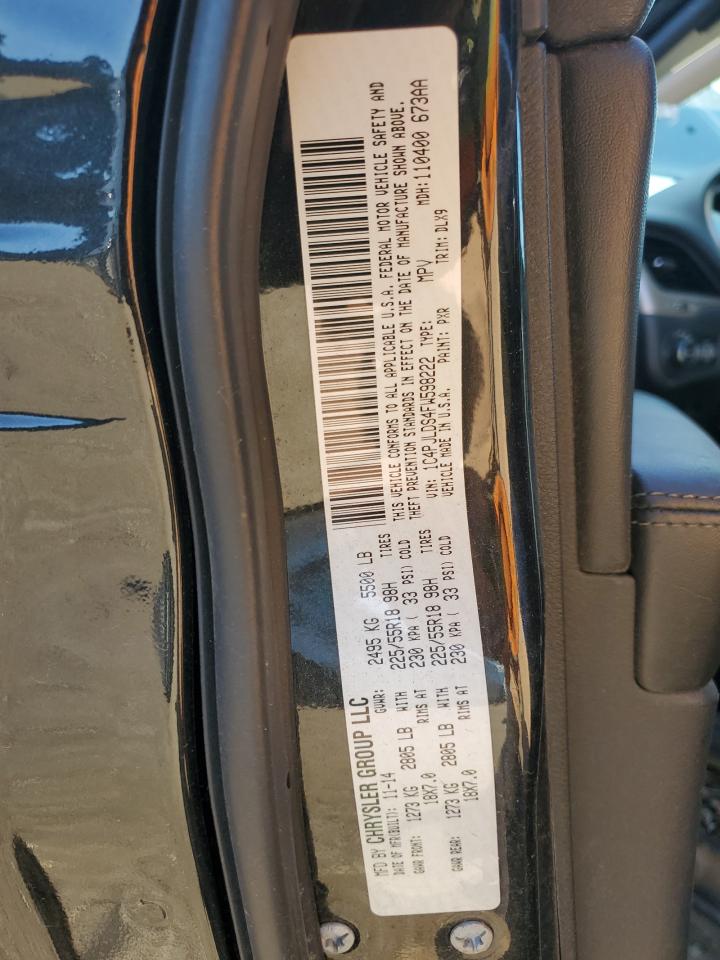 MFD BY CHRYSLER GROUP LLC
DATE OF MFR(BUILT): 11-14 GVWR: 2495 KG 5500 LB
GAWR FRONT: 1273 KG 2805 LB WITH 225/55R18 98H TIRES
18X7.0 RIMS AT 230 KPA ( 33 PSI) COLD
GAWR REAR: 1273 KG 2805 LB WITH 225/55R18 98H TIRES
18X7.0 RIMS AT 230 KPA ( 33 PSI) COLD
THIS VEHICLE CONFORMS TO ALL APPLICABLE U.S.A. FEDERAL MOTOR VEHICLE SAFETY AND
THEFT PREVENTION STANDARDS IN EFFECT ON THE DATE OF MANUFACTURE SHOWN ABOVE.
VIN: 1C4PJLDS4FW598222 TYPE: MPV MDH:110400 673AA
VEHICLE MADE IN U.S.A. PAINT: PXR TRIM: DLX9